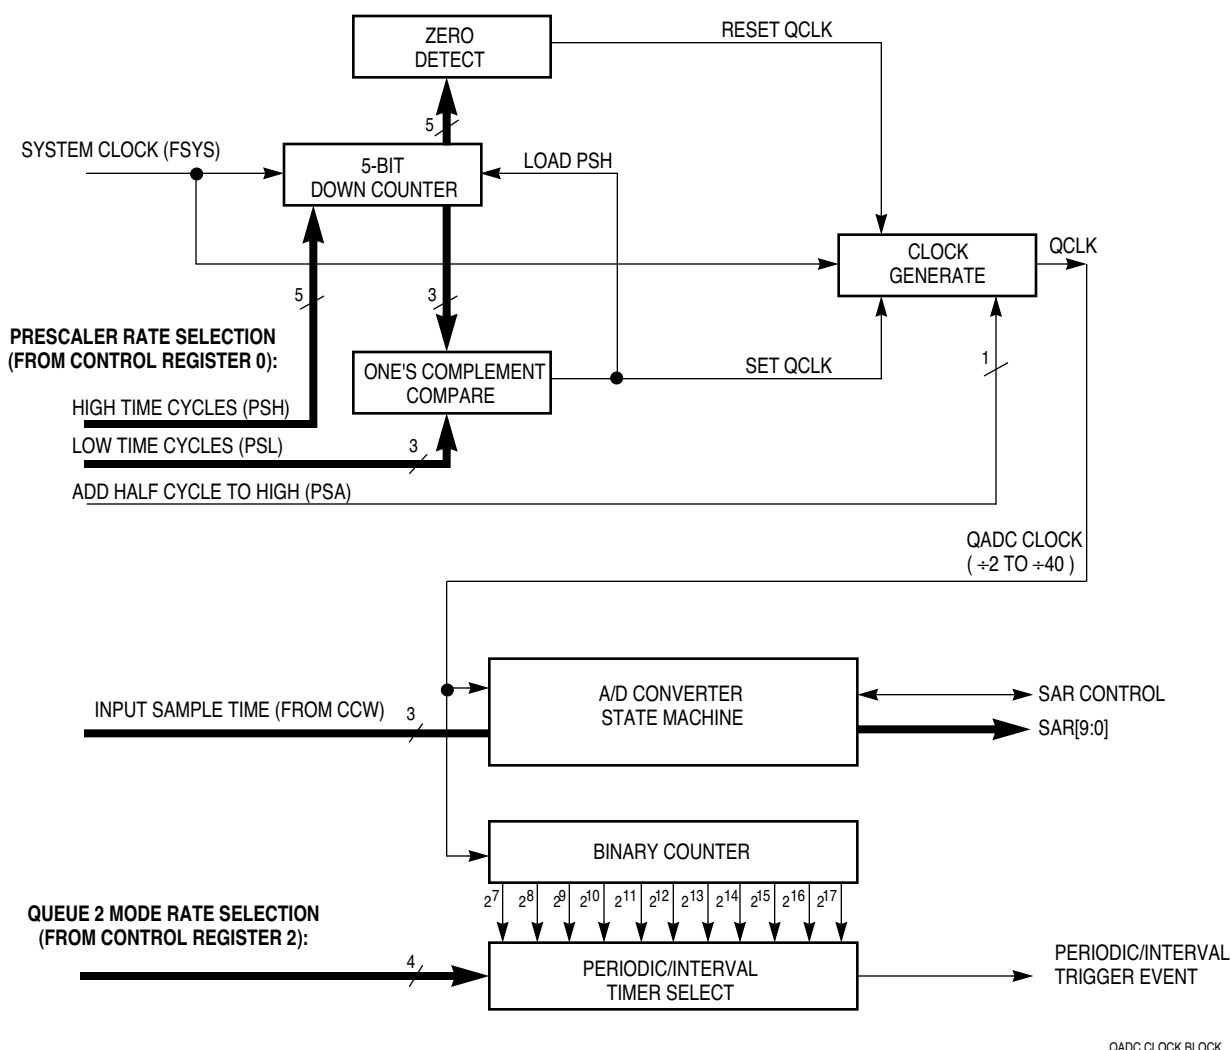 ZERO
DETECT
RESET QCLK
5
SYSTEM CLOCK (FSYS)
5-BIT
DOWN COUNTER
LOAD PSH
CLOCK
GENERATE
QCLK
5
3
PRESCALER RATE SELECTION
(FROM CONTROL REGISTER 0):
ONE'S COMPLEMENT
COMPARE
SET QCLK
1
HIGH TIME CYCLES (PSH)
LOW TIME CYCLES (PSL)
3
ADD HALF CYCLE TO HIGH (PSA)
QADC CLOCK
( ÷2 TO ÷40 )
A/D CONVERTER
STATE MACHINE
SAR CONTROL
INPUT SAMPLE TIME (FROM CCW)
3
SAR[9:0]
BINARY COUNTER
2^7 2^8 2^9 2^10 2^11 2^12 2^13 2^14 2^15 2^16 2^17
QUEUE 2 MODE RATE SELECTION
(FROM CONTROL REGISTER 2):
4
PERIODIC/INTERVAL
TIMER SELECT
PERIODIC/INTERVAL
TRIGGER EVENT
QADC CLOCK BLOCK